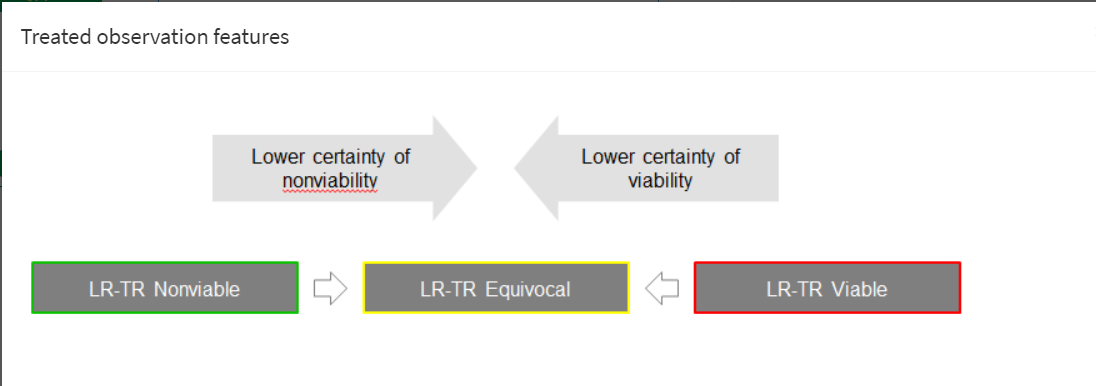 Treated observation features
Lower certainty of
nonviability
Lower certainty of
viability
LR-TR Nonviable
LR-TR Equivocal
LR-TR Viable